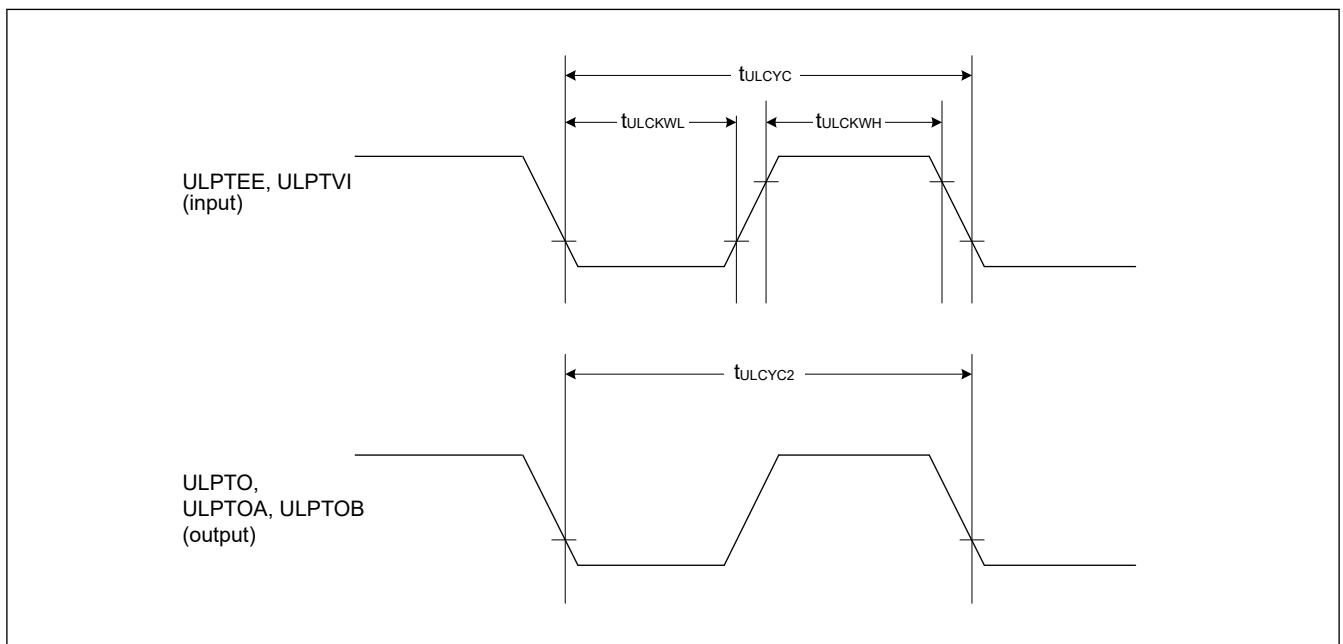 tULCYC
tULCKWL
tULCKWH
ULPTEE, ULPTVI
(input)
tULCYC2
ULPTO,
ULPTOA, ULPTOB
(output)